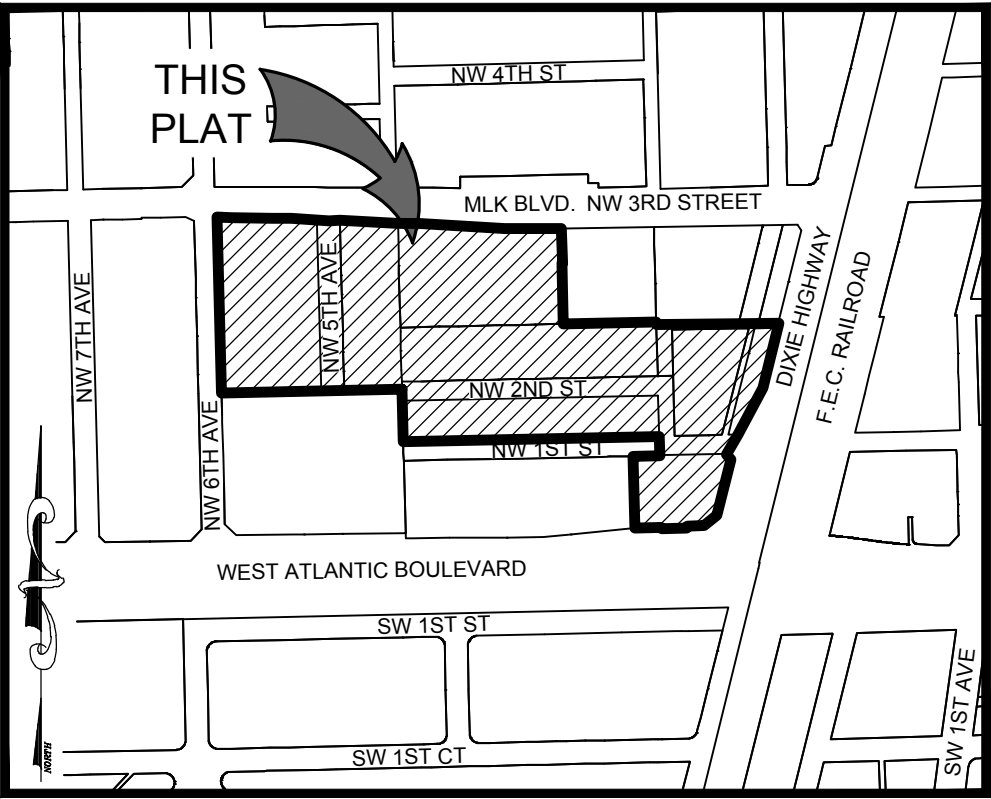 THIS
PLAT
NW 4TH ST
MLK BLVD. NW 3RD STREET
NW 7TH AVE
NW 6TH AVE
NW 5TH AVE
NW 2ND ST
NW 1ST ST
DIXIE HIGHWAY
F.E.C. RAILROAD
WEST ATLANTIC BOULEVARD
SW 1ST ST
SW 1ST CT
SW 1ST AVE
NORTH